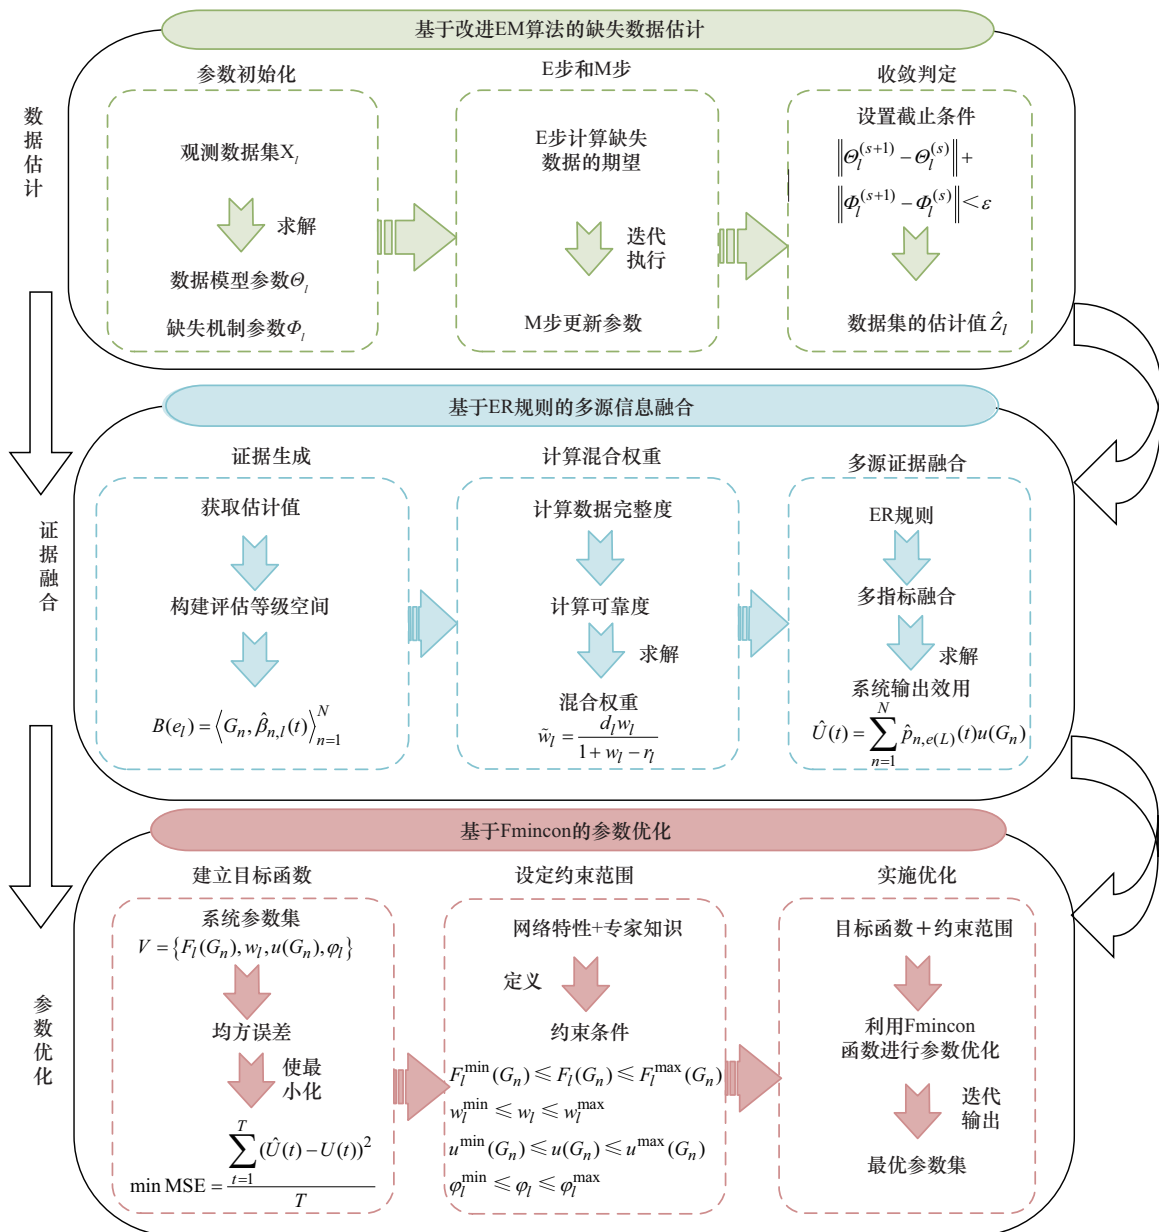 基于改进EM算法的缺失数据估计
数据估计
参数初始化
观测数据集X_l
求解
数据模型参数Θ_l
缺失机制参数Φ_l
E步和M步
E步计算缺失
数据的期望
迭代
执行
M步更新参数
收敛判定
设置截止条件
‖Θ_l^(s+1) − Θ_l^(s)‖ +
‖Φ_l^(s+1) − Φ_l^(s)‖ < ε
数据集的估计值 Ẑ_l
基于ER规则的多源信息融合
证据融合
证据生成
获取估计值
构建评估等级空间
B(e_l) = ⟨G_n, β̂_{n,l}(t)⟩_{n=1}^N
计算混合权重
计算数据完整度
计算可靠度
求解
混合权重
w̃_l = d_l w_l / (1 + w_l − r_l)
多源证据融合
ER规则
多指标融合
求解
系统输出效用
Û(t) = ∑_{n=1}^N p̂_{n,e(L)}(t)u(G_n)
基于Fmincon的参数优化
参数优化
建立目标函数
系统参数集
V = {F_l(G_n), w_l, u(G_n), φ_l}
均方误差
使最
小化
min MSE = ∑_{t=1}^T (Û(t) − U(t))^2 / T
设定约束范围
网络特性+专家知识
定义
约束条件
F_l^min(G_n) ≤ F_l(G_n) ≤ F_l^max(G_n)
w_l^min ≤ w_l ≤ w_l^max
u^min(G_n) ≤ u(G_n) ≤ u^max(G_n)
φ_l^min ≤ φ_l ≤ φ_l^max
实施优化
目标函数＋约束范围
利用Fmincon
函数进行参数优化
迭代
输出
最优参数集